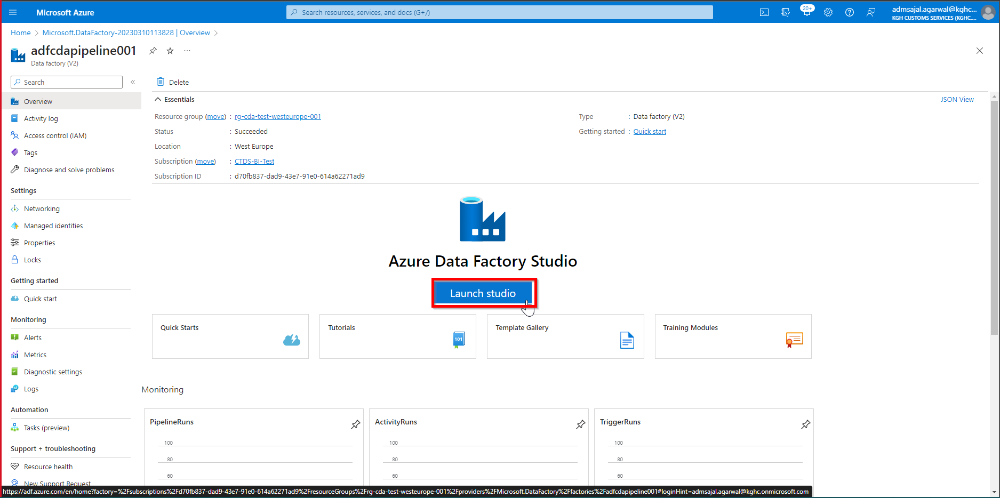 Microsoft Azure
Search resources, services, and docs (G+/)
20+
admsajal.agarwal@kghc...
KGH CUSTOMS SERVICES (KGHC....
Home
Microsoft.DataFactory-20230310113828 | Overview
adfcdapipeline001
Data factory (V2)
Search
Delete
Overview
Activity log
Access control (IAM)
Tags
Diagnose and solve problems
Settings
Networking
Managed identities
Properties
Locks
Getting started
Quick start
Monitoring
Alerts
Metrics
Diagnostic settings
Logs
Automation
Tasks (preview)
Support + troubleshooting
Resource health
New Support Request
Essentials
JSON View
Resource group (move) : rg-cda-test-westeurope-001
Status : Succeeded
Location : West Europe
Subscription (move) : CTDS-BI-Test
Subscription ID : d70fb837-dad9-43e7-91e0-614a62271ad9
Type : Data factory (V2)
Getting started : Quick start
Azure Data Factory Studio
Launch studio
Quick Starts
Tutorials
101
Template Gallery
Training Modules
Monitoring
PipelineRuns
100
80
60
ActivityRuns
100
80
60
TriggerRuns
100
80
60
https://adf.azure.com/en/home?factory=%2Fsubscriptions%2Fd70fb837-dad9-43e7-91e0-614a62271ad9%2FresourceGroups%2Frg-cda-test-westeurope-001%2Fproviders%2FMicrosoft.DataFactory%2Ffactories%2Fadfcdapipeline001#loginHint=admsajal.agarwal@kghc.onmicrosoft.com